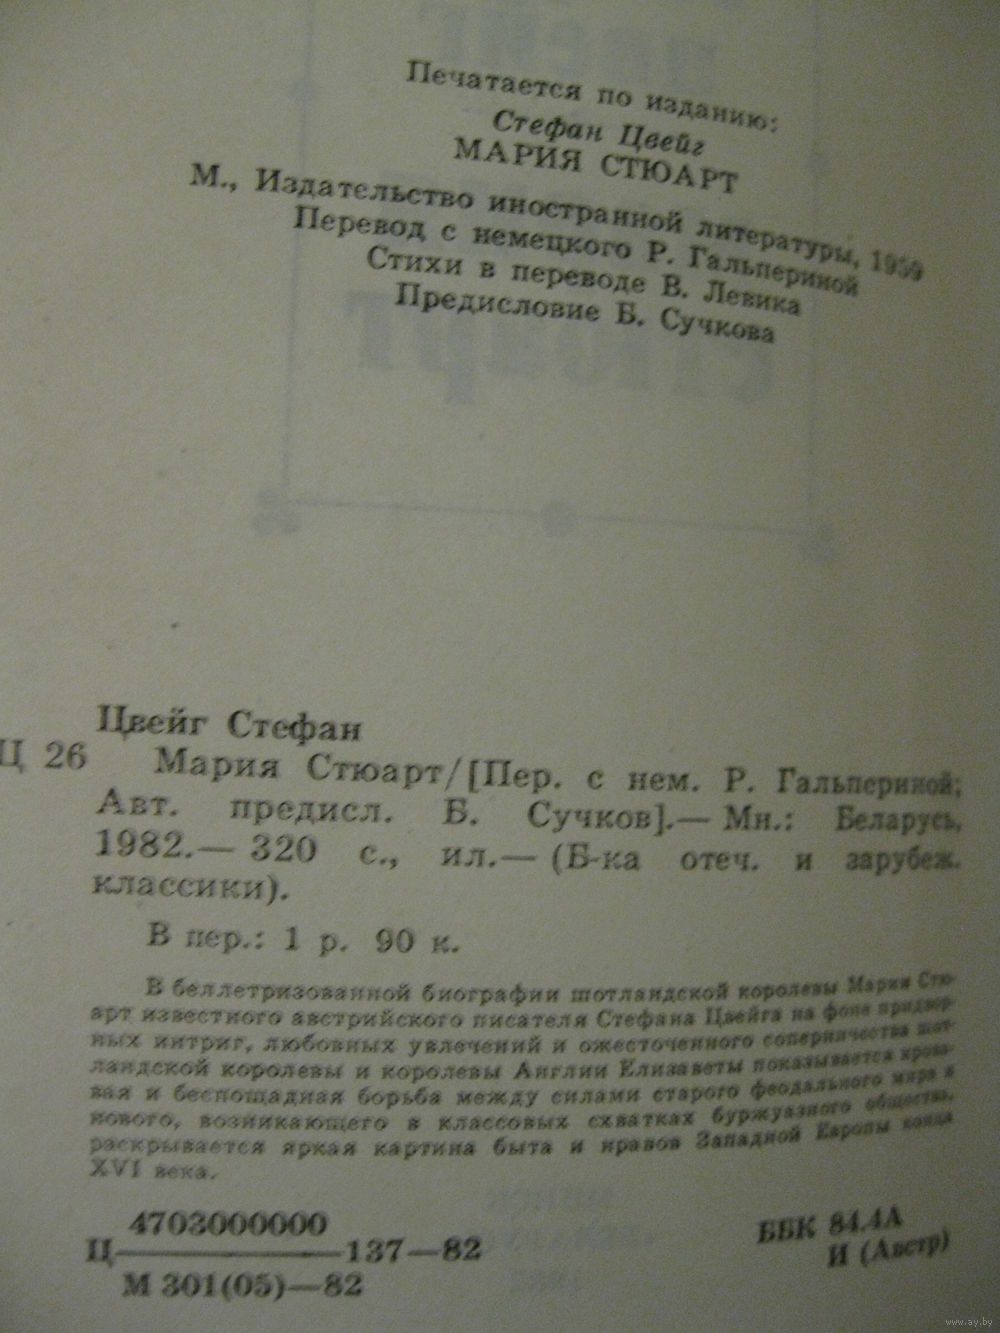 Печатается по изданию:
Стефан Цвейг
МАРИЯ СТЮАРТ
М., Издательство иностранной литературы, 1959
Перевод с немецкого Р. Гальпериной
Стихи в переводе В. Левика
Предисловие Б. Сучкова
Цвейг Стефан
Ц 26 Мария Стюарт/[Пер. с нем. Р. Гальпериной;
Авт. предисл. Б. Сучков].— Мн.: Беларусь,
1982.— 320 с., ил.— (Б-ка отеч. и зарубеж.
классики).
В пер.: 1 р. 90 к.
В беллетризованной биографии шотландской королевы Мария Стю-
арт известного австрийского писателя Стефана Цвейга на фоне придвор-
ных интриг, любовных увлечений и ожесточенного соперничества шот-
ландской королевы и королевы Англии Елизаветы показывается крова-
вая и беспощадная борьба между силами старого феодального мира и
нового, возникающего в классовых схватках буржуазного общества,
раскрывается яркая картина быта и нравов Западной Европы конца
XVI века.
4703000000
Ц 137—82
М 301(05)—82
ББК 84.4А
И (Австр)
www.ay.by